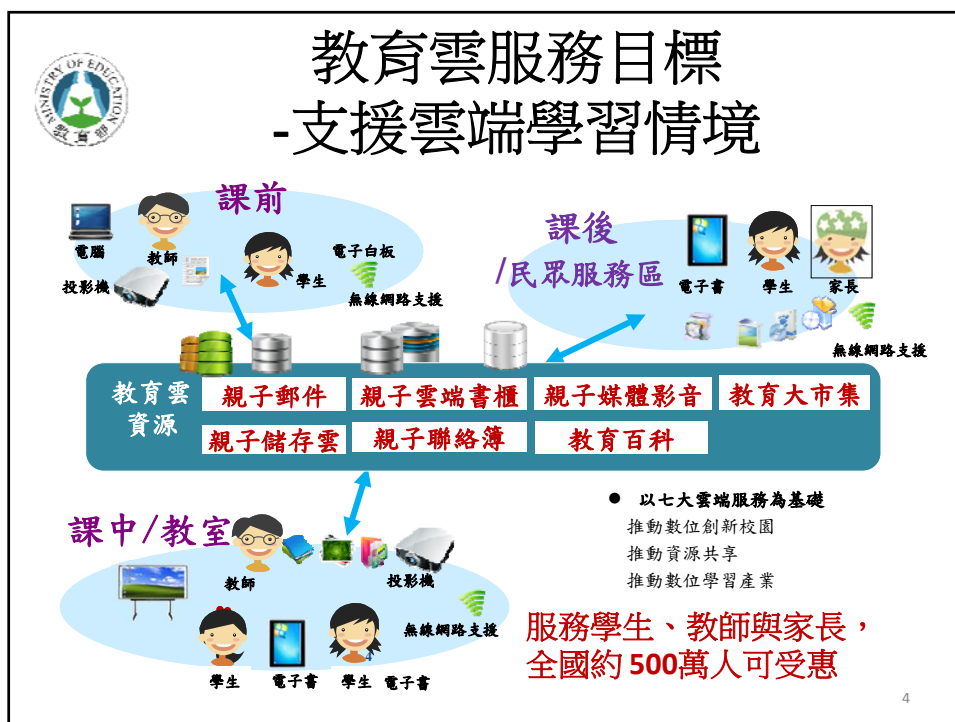 MINISTRY OF EDUCATION
教育部
教育雲服務目標
-支援雲端學習情境
課前
電腦
教師
投影機
學生
電子白板
無線網路支援
課後
/民眾服務區
電子書
學生
家長
無線網路支援
教育雲
資源
親子郵件
親子雲端書櫃
親子媒體影音
教育大市集
親子儲存雲
親子聯絡簿
教育百科
課中/教室
教師
投影機
無線網路支援
學生
電子書
學生
電子書
4
● 以七大雲端服務為基礎
推動數位創新校園
推動資源共享
推動數位學習產業
服務學生、教師與家長，
全國約 500萬人可受惠
4